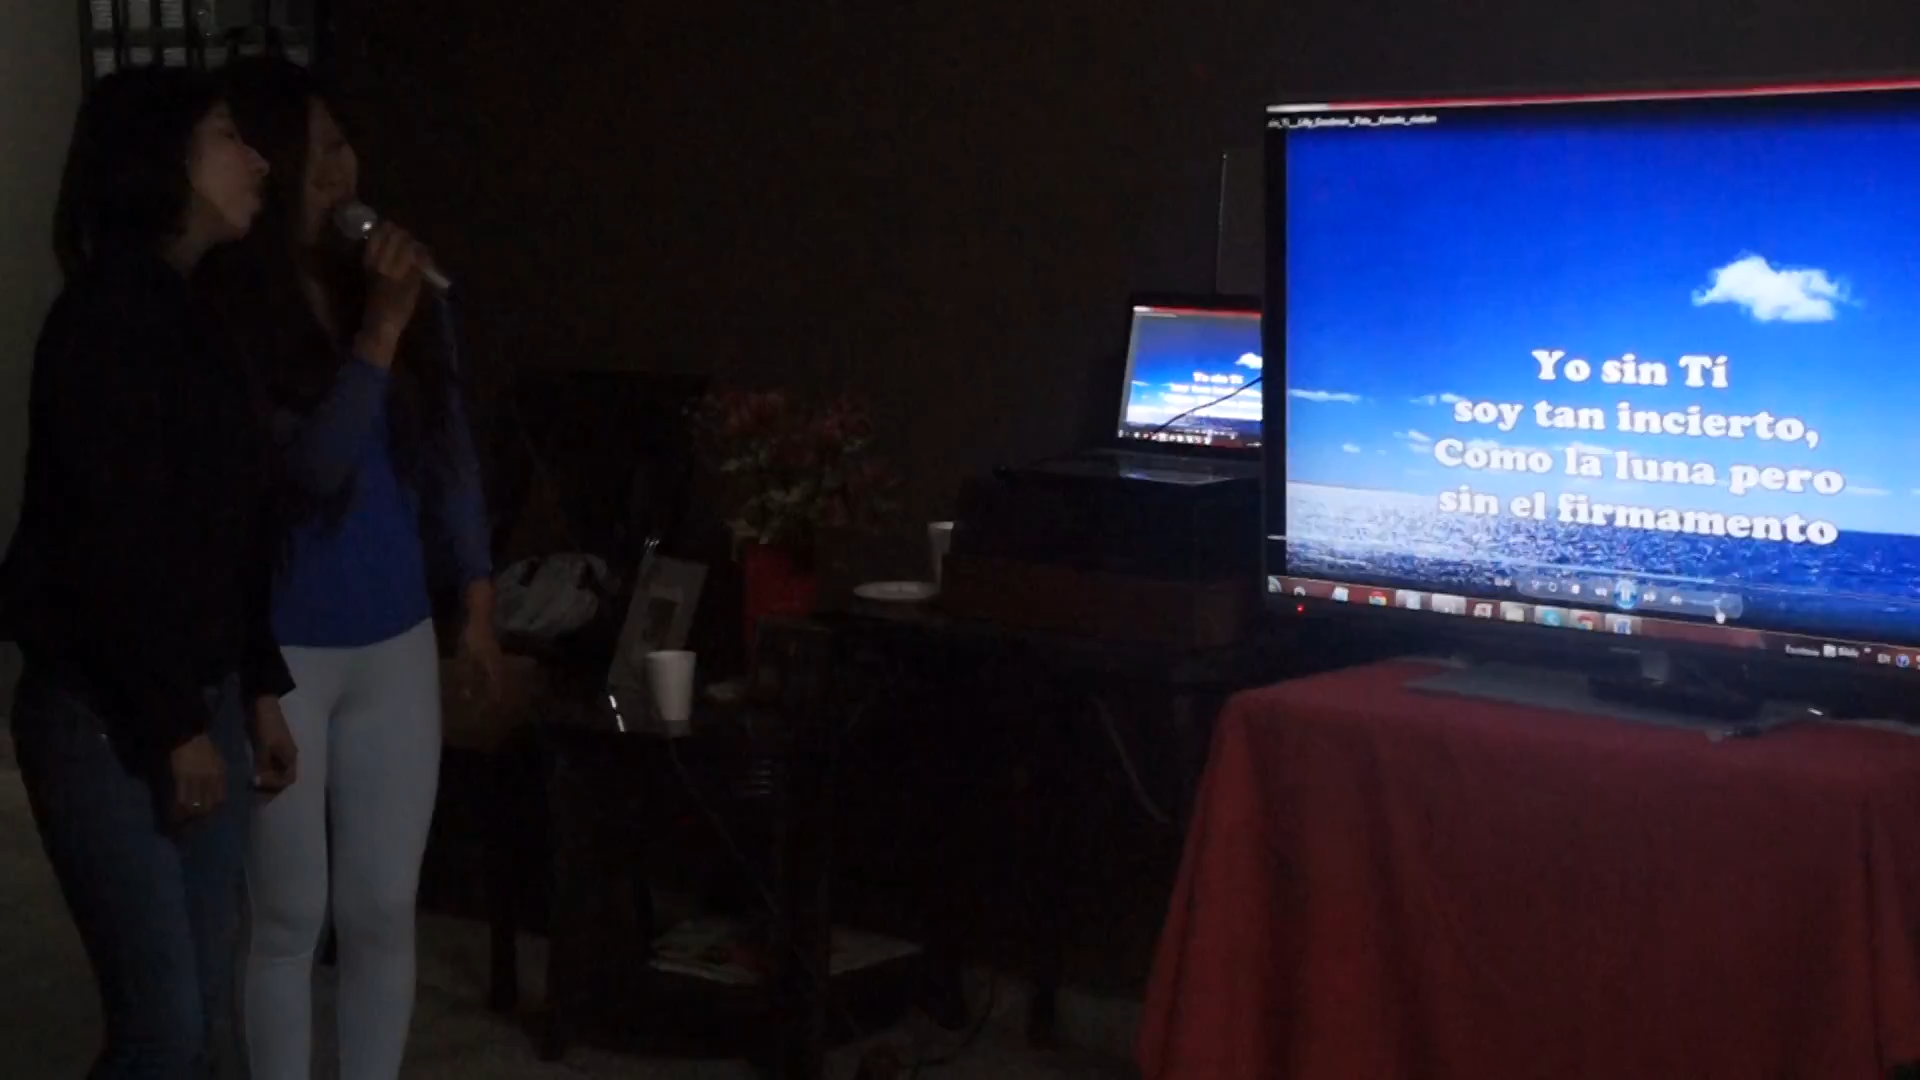 Yo sin Tí
soy tan incierto,
Como la luna pero
sin el firmamento